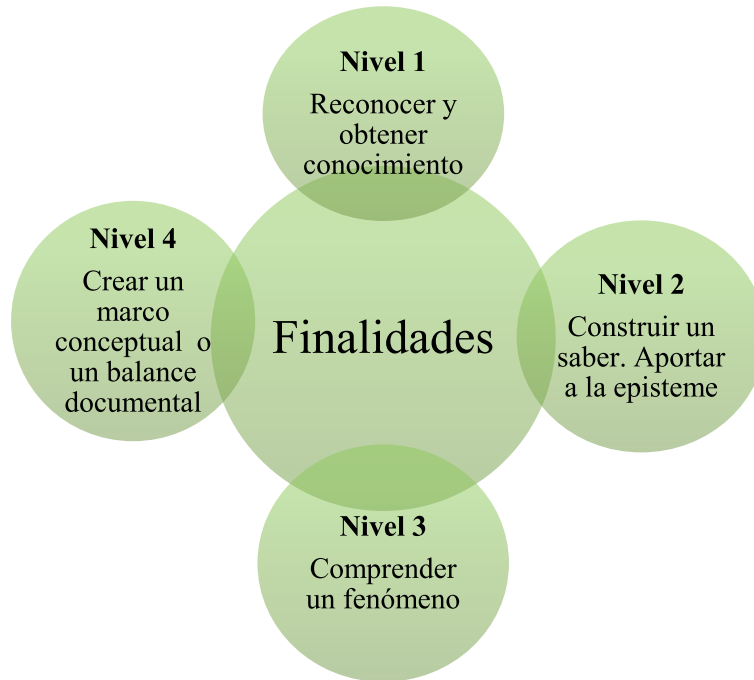 Nivel 1
Reconocer y
obtener
conocimiento
Nivel 4
Crear un
marco
conceptual o
un balance
documental
Finalidades
Nivel 2
Construir un
saber. Aportar
a la episteme
Nivel 3
Comprender
un fenómeno